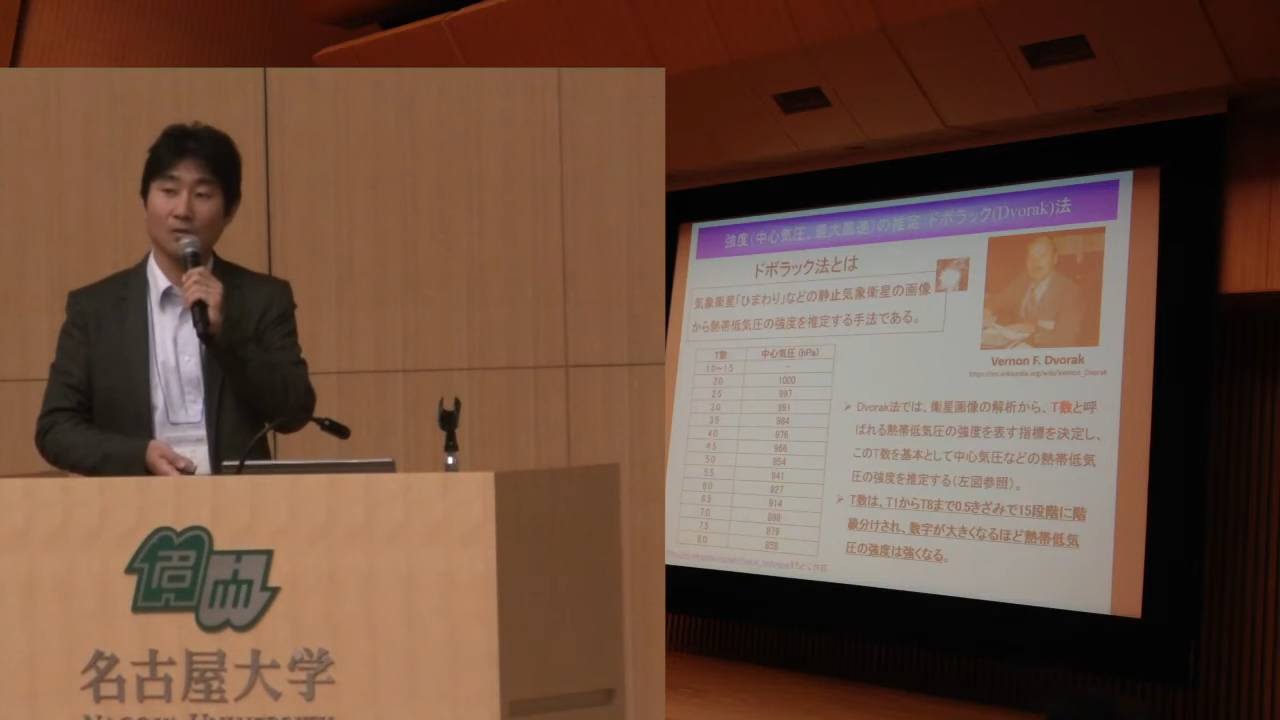 強度(中心気圧、最大風速)の推定 ドボラック(Dvorak)法
ドボラック法とは
気象衛星「ひまわり」などの静止気象衛星の画像
から熱帯低気圧の強度を推定する手法である。
Vernon F. Dvorak
https://en.wikipedia.org/wiki/Vernon_Dvorak
T数 中心気圧 (hPa)
1.0~1.5 -
2.0 1000
2.5 997
3.0 991
3.5 984
4.0 976
4.5 966
5.0 954
5.5 941
6.0 927
6.5 914
7.0 898
7.5 879
8.0 858
➢ Dvorak法では、衛星画像の解析から、T数と呼
ばれる熱帯低気圧の強度を表す指標を決定し、
このT数を基本として中心気圧などの熱帯低気
圧の強度を推定する(左図参照)。
➢ T数は、T1からT8まで0.5きざみで15段階に階
級分けされ、数字が大きくなるほど熱帯低気
圧の強度は強くなる。
名古屋大学
NAGOYA UNIVERSITY